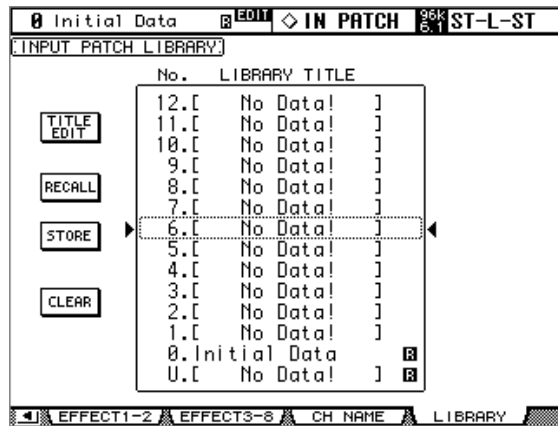 0 Initial Data R EDIT ◇IN PATCH 96k 6.1 ST-L-ST
INPUT PATCH LIBRARY
No. LIBRARY TITLE
12.[ No Data! ]
TITLE EDIT 11.[ No Data! ]
10.[ No Data! ]
9.[ No Data! ]
RECALL 8.[ No Data! ]
7.[ No Data! ]
STORE 6.[ No Data! ]
5.[ No Data! ]
4.[ No Data! ]
CLEAR 3.[ No Data! ]
2.[ No Data! ]
1.[ No Data! ]
0.Initial Data R
U.[ No Data! ] R
EFFECT1-2 EFFECT3-8 CH NAME LIBRARY